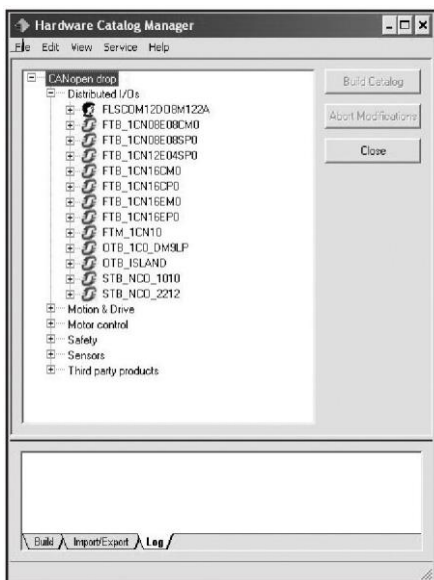 Hardware Catalog Manager
File Edit View Service Help
CANopen drop
Distributed I/Os
FLSCOM12DO8M122A
FTB_1CN08E08CM0
FTB_1CN08E08SP0
FTB_1CN12E04SP0
FTB_1CN16CM0
FTB_1CN16CP0
FTB_1CN16EM0
FTB_1CN16EP0
FTM_1CN10
OTB_1C0_DM9LP
OTB_ISLAND
STB_NCO_1010
STB_NCO_2212
Motion & Drive
Motor control
Safety
Sensors
Third party products
Build Catalog
Abort Modifications
Close
Build Import/Export Log